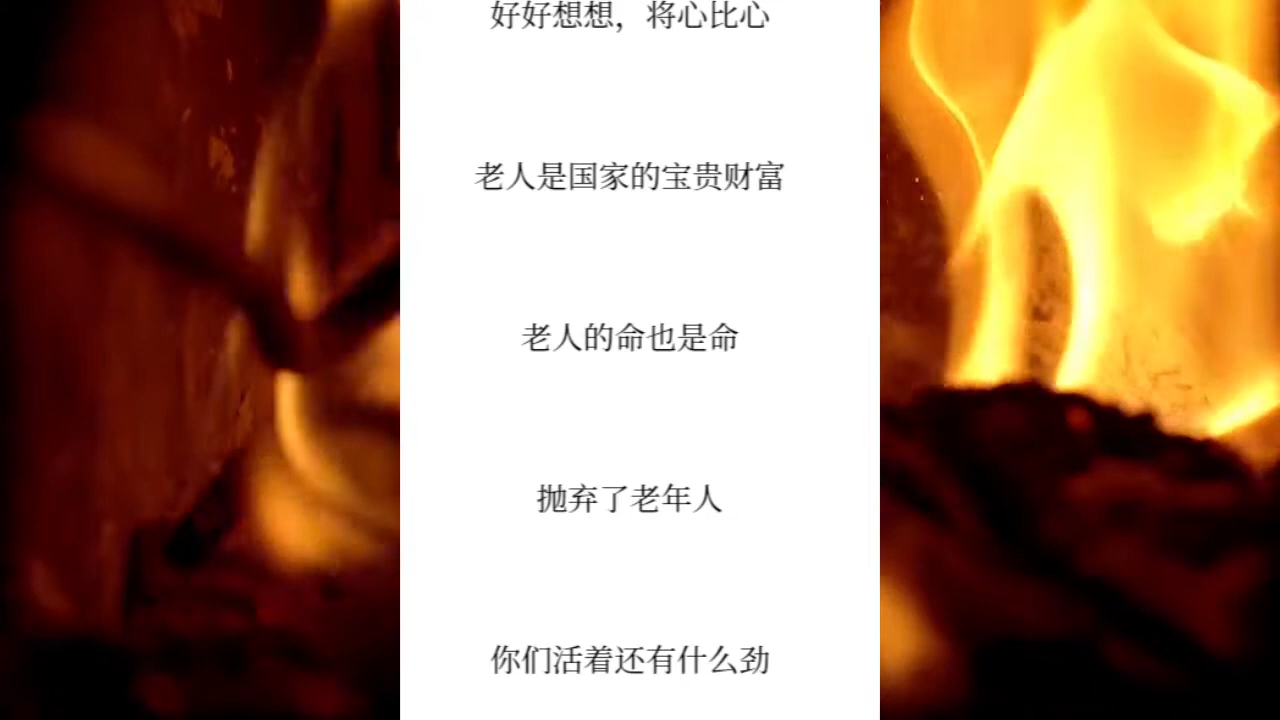 好好想想，将心比心
老人是国家的宝贵财富
老人的命也是命
抛弃了老年人
你们活着还有什么劲